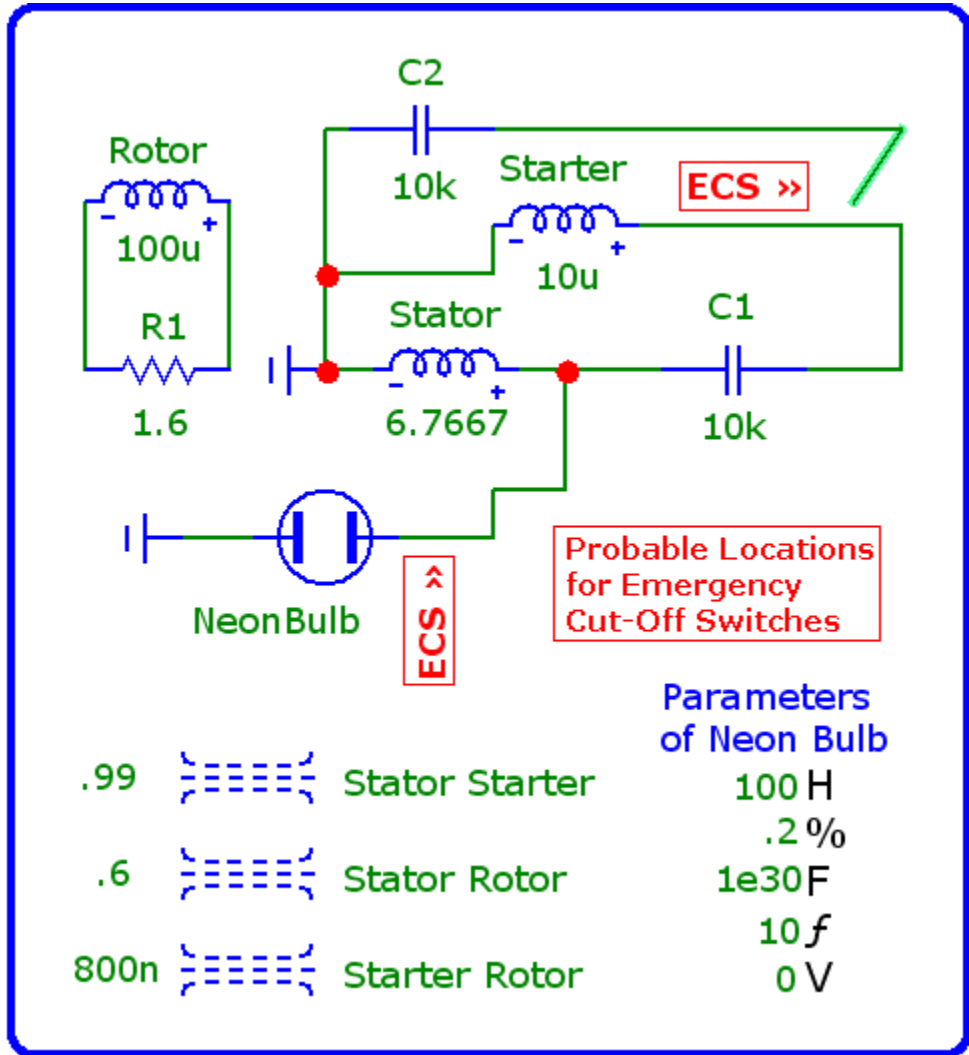 C2
10k
Rotor
- +
100u
R1
1.6
Starter
- +
10u
ECS »
Stator
- +
6.7667
C1
10k
NeonBulb
ECS »
Probable Locations
for Emergency
Cut-Off Switches
Parameters
of Neon Bulb
100 H
.2 %
1e30 F
10 f
0 V
.99 Stator Starter
.6 Stator Rotor
800n Starter Rotor